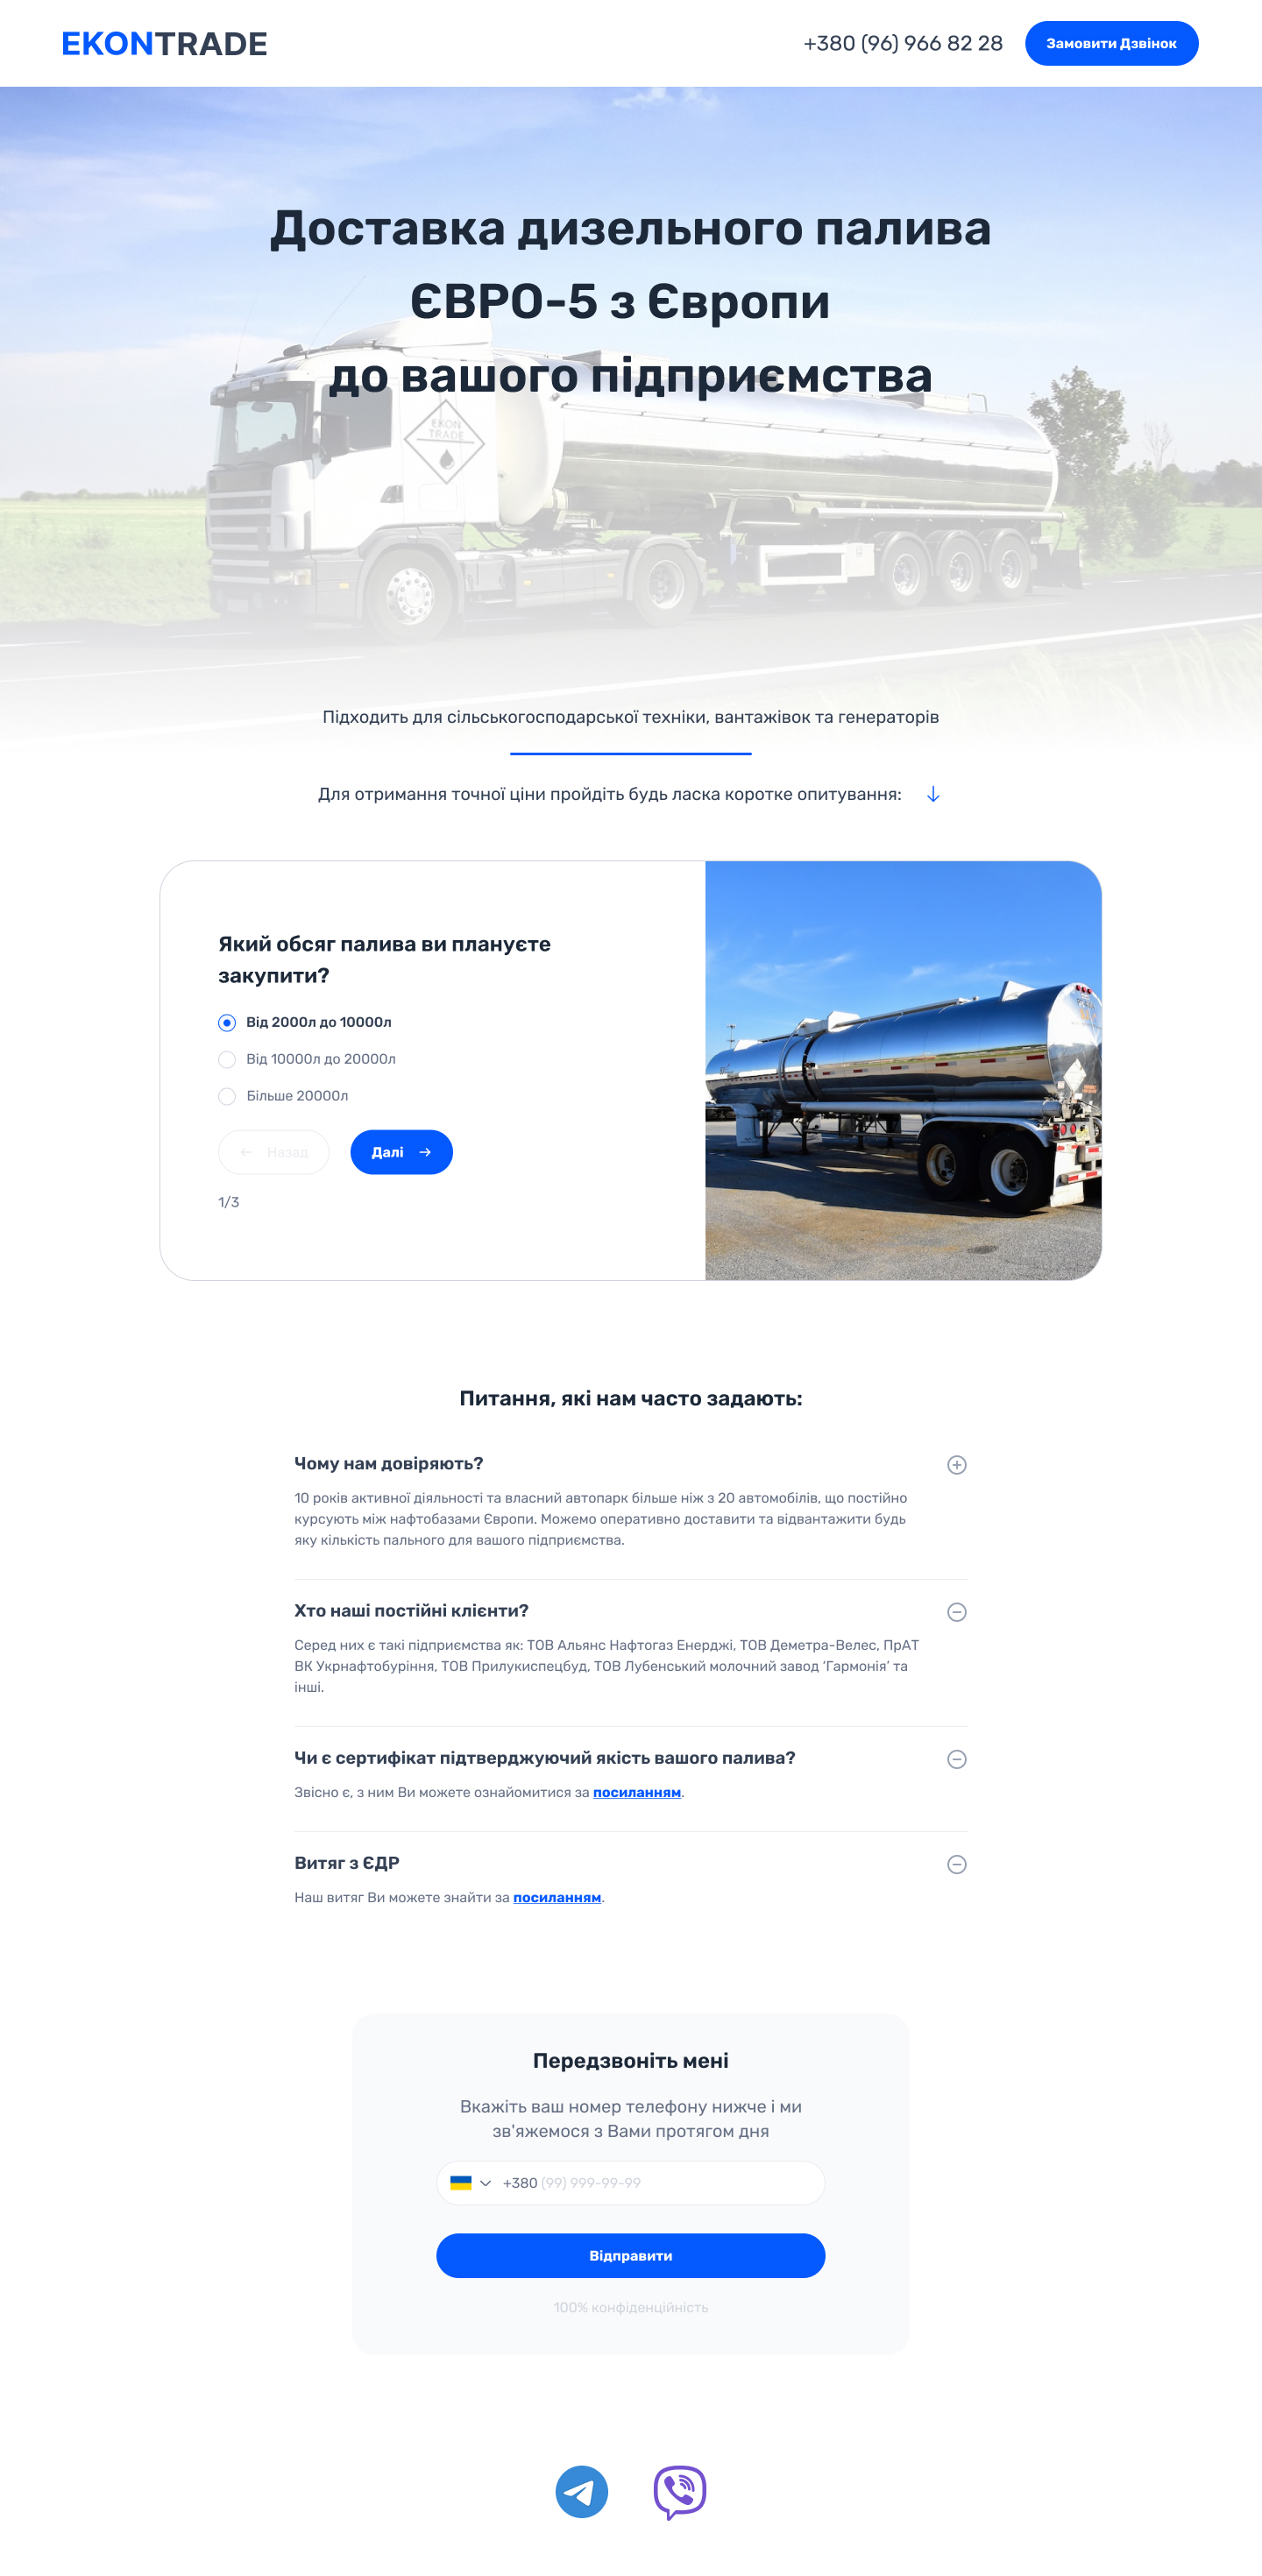 EKONTRADE
+380 (96) 966 82 28
Замовити Дзвінок
Доставка дизельного палива
ЄВРО-5 з Європи
до вашого підприємства
EKON
TRADE
Підходить для сільськогосподарської техніки, вантажівок та генераторів
Для отримання точної ціни пройдіть будь ласка коротке опитування:
Який обсяг палива ви плануєте
закупити?
Від 2000л до 10000л
Від 10000л до 20000л
Більше 20000л
Назад
Далі
1/3
Питання, які нам часто задають:
Чому нам довіряють?
10 років активної діяльності та власний автопарк більше ніж з 20 автомобілів, що постійно
курсують між нафтобазами Європи. Можемо оперативно доставити та відвантажити будь
яку кількість пального для вашого підприємства.
Хто наші постійні клієнти?
Серед них є такі підприємства як: ТОВ Альянс Нафтогаз Енерджі, ТОВ Деметра-Велес, ПрАТ
ВК Укрнафтобуріння, ТОВ Прилукиспецбуд, ТОВ Лубенський молочний завод ‘Гармонія’ та
інші.
Чи є сертифікат підтверджуючий якість вашого палива?
Звісно є, з ним Ви можете ознайомитися за посиланням.
Витяг з ЄДР
Наш витяг Ви можете знайти за посиланням.
Передзвоніть мені
Вкажіть ваш номер телефону нижче і ми
зв'яжемося з Вами протягом дня
+380 (99) 999-99-99
Відправити
100% конфіденційність